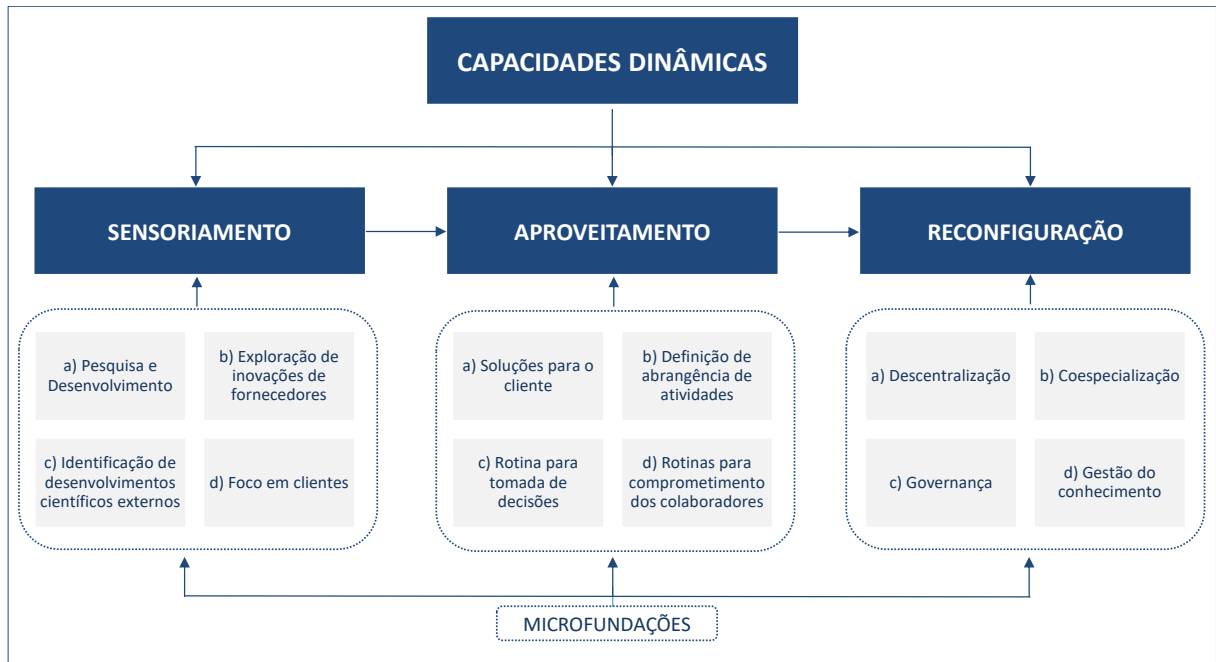 CAPACIDADES DINÂMICAS
SENSORIAMENTO
APROVEITAMENTO
RECONFIGURAÇÃO
a) Pesquisa e
Desenvolvimento
b) Exploração de
inovações de
fornecedores
c) Identificação de
desenvolvimentos
científicos externos
d) Foco em clientes
a) Soluções para o
cliente
b) Definição de
abrangência de
atividades
c) Rotina para
tomada de
decisões
d) Rotinas para
comprometimento
dos colaboradores
a) Descentralização
b) Coespecialização
c) Governança
d) Gestão do
conhecimento
MICROFUNDAÇÕES